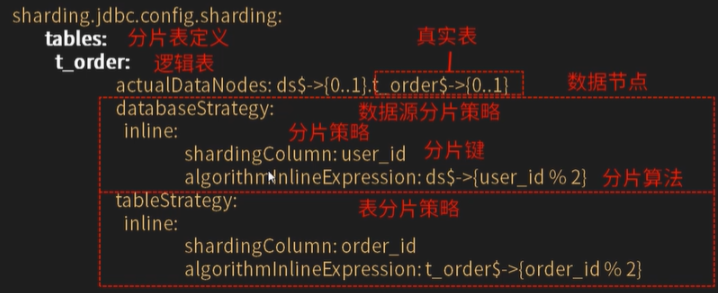 sharding.jdbc.config.sharding:
tables: 分片表定义 真实表
t_order: 逻辑表
actualDataNodes: ds$->{0..1}.t_order$->{0..1} 数据节点
databaseStrategy: 数据源分片策略
inline: 分片策略
shardingColumn: user_id 分片键
algorithmInlineExpression: ds$->{user_id % 2} 分片算法
tableStrategy: 表分片策略
inline:
shardingColumn: order_id
algorithmInlineExpression: t_order$->{order_id % 2}